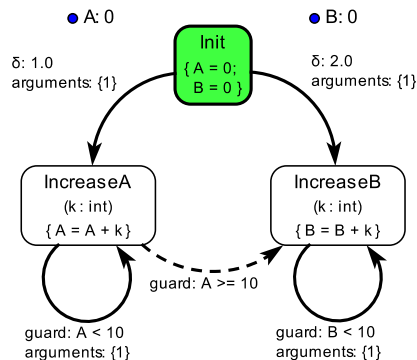 A: 0
B: 0
Init
{ A = 0;
B = 0 }
δ: 1.0
arguments: {1}
δ: 2.0
arguments: {1}
IncreaseA
(k : int)
{ A = A + k }
IncreaseB
(k : int)
{ B = B + k }
guard: A >= 10
guard: A < 10
arguments: {1}
guard: B < 10
arguments: {1}